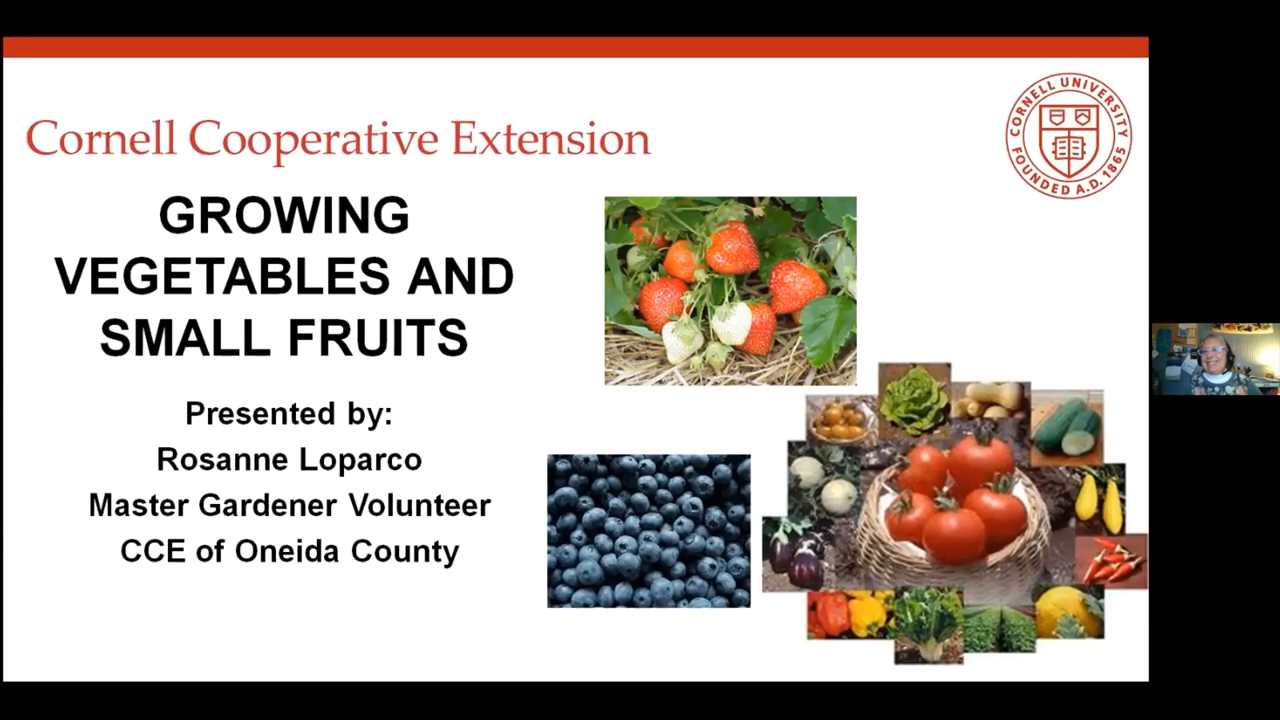 Cornell Cooperative Extension
CORNELL UNIVERSITY
FOUNDED A.D. 1865
GROWING
VEGETABLES AND
SMALL FRUITS
Presented by:
Rosanne Loparco
Master Gardener Volunteer
CCE of Oneida County